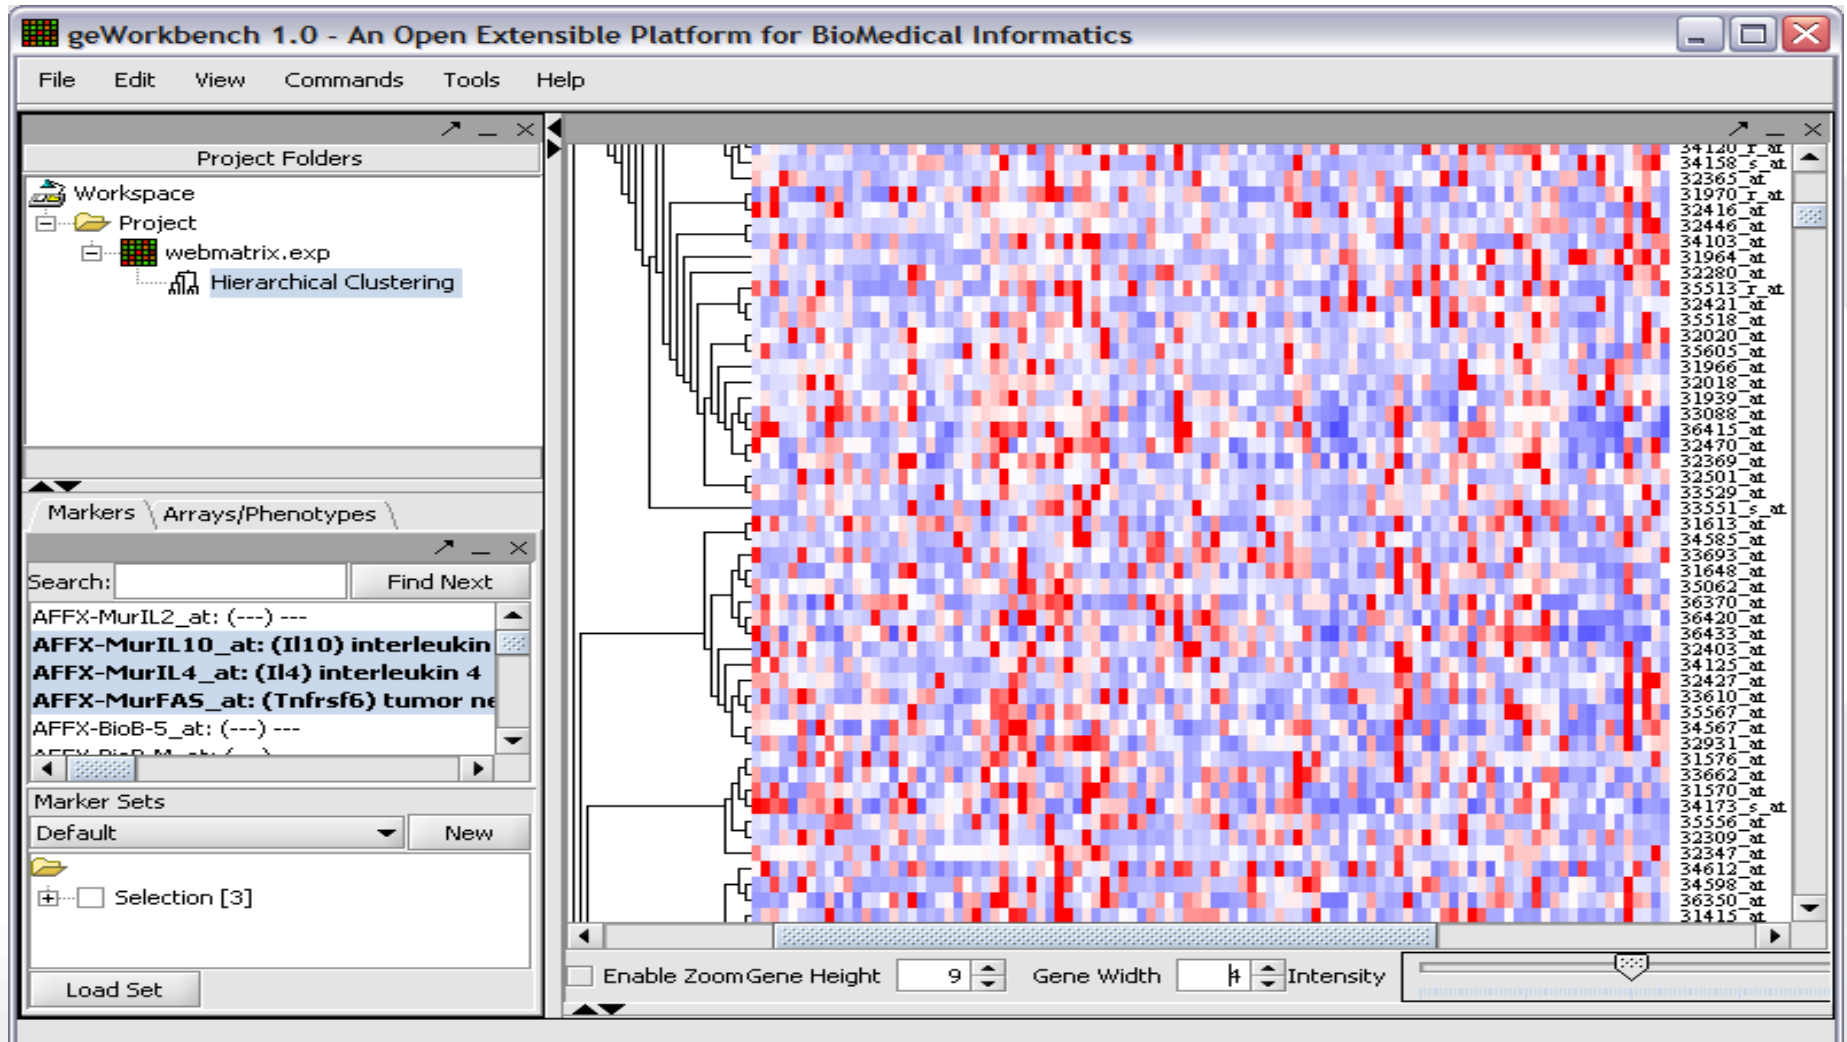 geWorkbench 1.0 - An Open Extensible Platform for BioMedical Informatics
File Edit View Commands Tools Help
Project Folders
Workspace
Project
webmatrix.exp
Hierarchical Clustering
Markers Arrays/Phenotypes
Search: Find Next
AFFX-MurIL2_at: (---) ---
AFFX-MurIL10_at: (Il10) interleukin
AFFX-MurIL4_at: (Il4) interleukin 4
AFFX-MurFAS_at: (Tnfrsf6) tumor ne
AFFX-BioB-5_at: (---) ---
Marker Sets
Default New
Selection [3]
Load Set
34120_r_at
34158_s_at
32365_at
31970_r_at
32416_at
32446_at
34103_at
31964_at
32280_at
35513_r_at
32421_at
35518_at
32020_at
35605_at
31966_at
32018_at
31939_at
33088_at
36415_at
32470_at
32369_at
32501_at
33529_at
33551_s_at
31613_at
34585_at
33693_at
31648_at
35062_at
36370_at
36420_at
36433_at
32403_at
34125_at
32427_at
33610_at
35567_at
34567_at
32931_at
31576_at
33662_at
31570_at
34173_s_at
35556_at
32309_at
32347_at
34612_at
34598_at
36350_at
31415_at
Enable Zoom Gene Height 9 Gene Width 4 Intensity